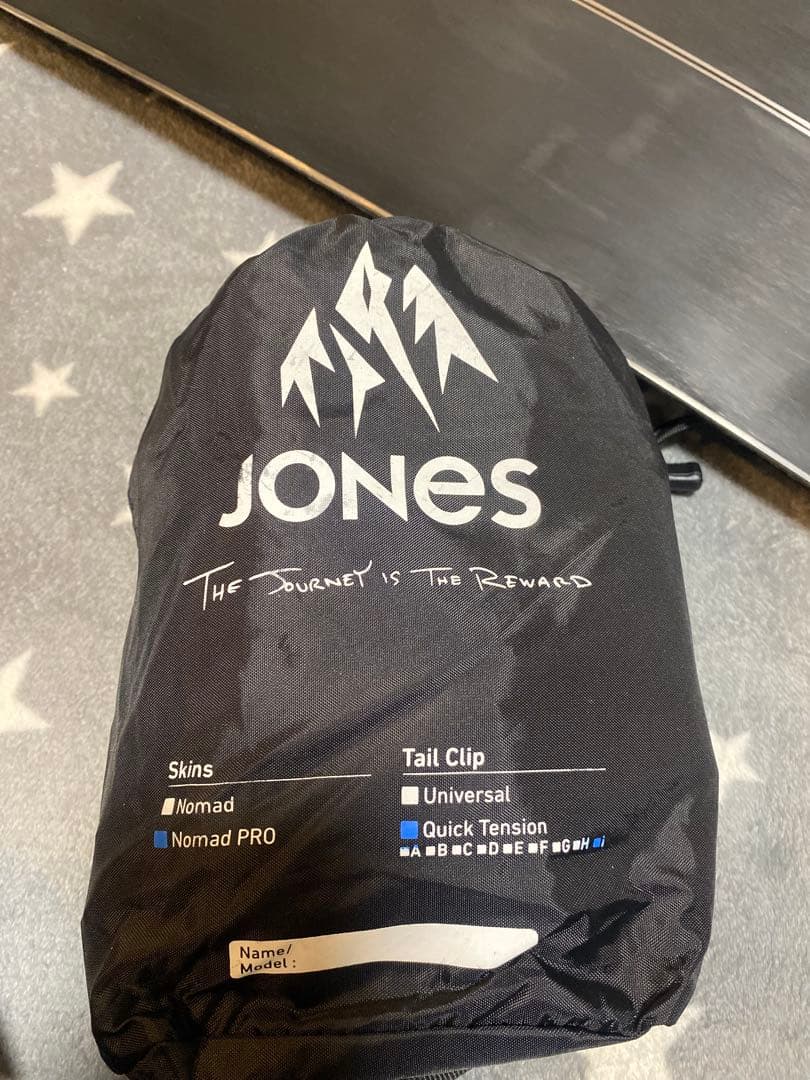 JONES
THE JOURNEY IS THE REWARD
Skins
Nomad
Nomad PRO
Tail Clip
Universal
Quick Tension
A B C D E F G H i
Name/
Model :